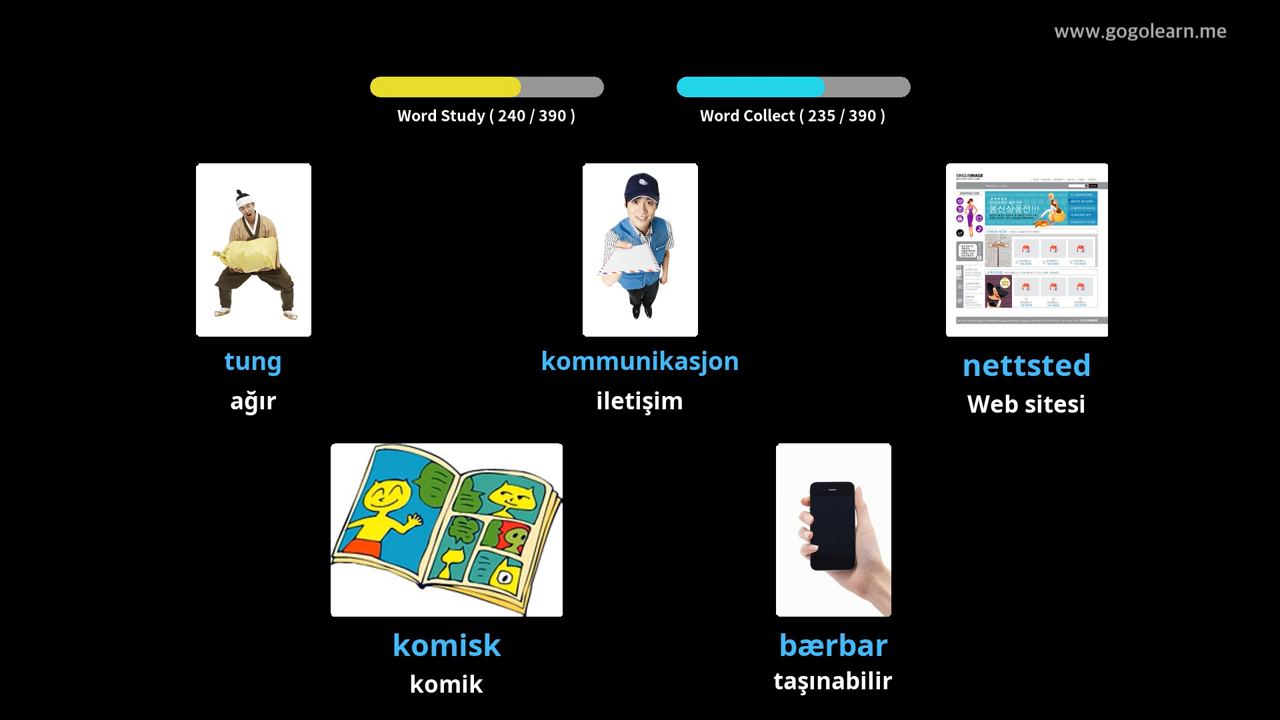 www.gogolearn.me
Word Study ( 240 / 390 )
Word Collect ( 235 / 390 )
tung
kommunikasjon
nettsted
ağır
iletişim
Web sitesi
komisk
bærbar
komik
taşınabilir